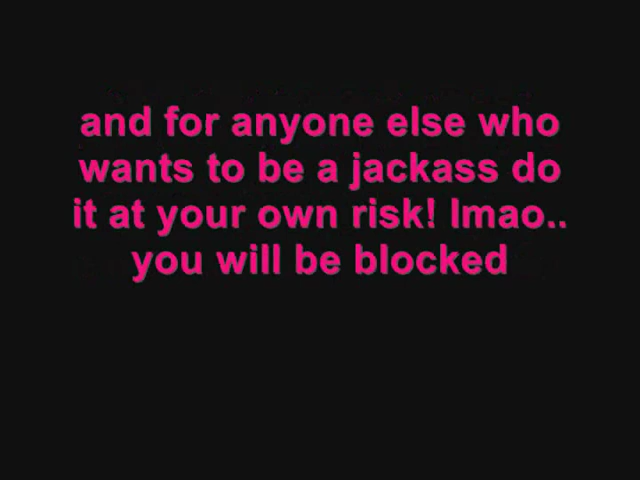 and for anyone else who
wants to be a jackass do
it at your own risk! lmao..
you will be blocked